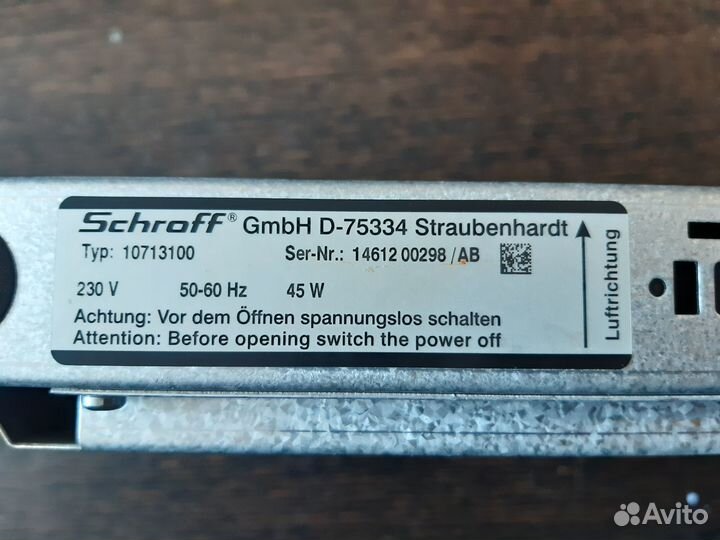 Schroff® GmbH D-75334 Straubenhardt
Typ: 10713100 Ser-Nr.: 14612 00298 /AB
230 V 50-60 Hz 45 W
Achtung: Vor dem Öffnen spannungslos schalten
Attention: Before opening switch the power off
Luftrichtung
Avito